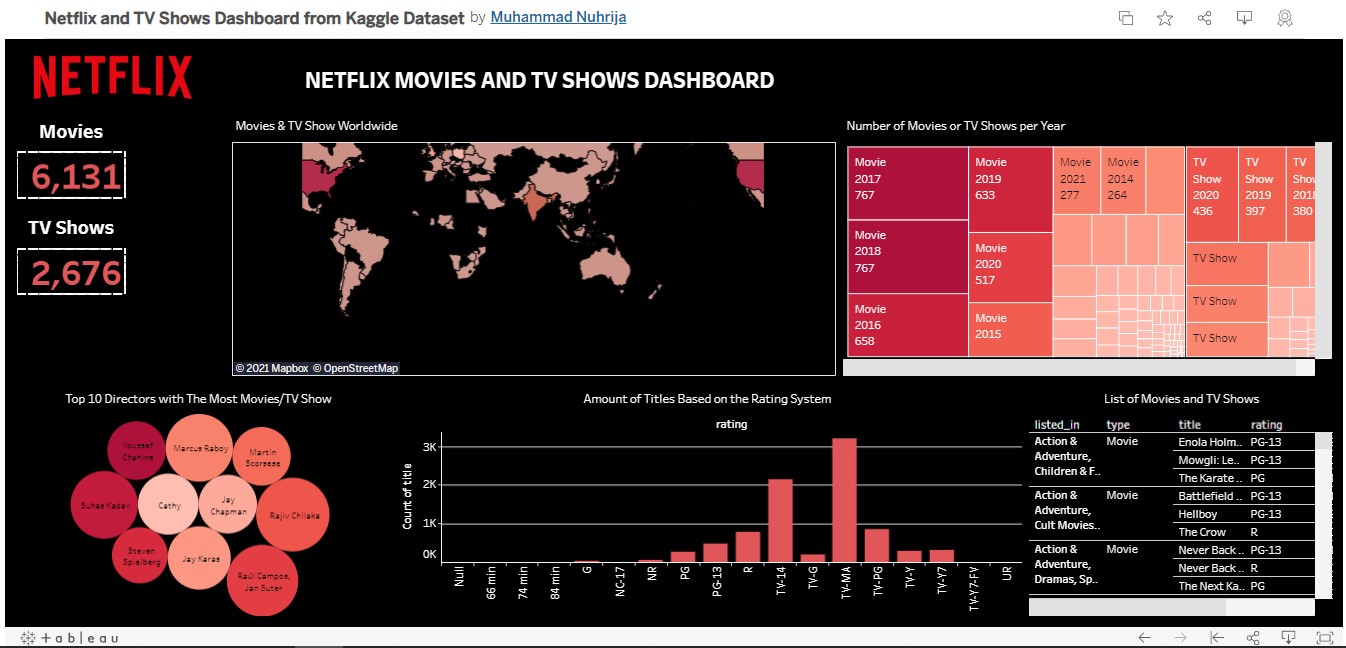 Netflix and TV Shows Dashboard from Kaggle Dataset by Muhammad Nuhrija
NETFLIX
NETFLIX MOVIES AND TV SHOWS DASHBOARD
Movies
6,131
TV Shows
2,676
Movies & TV Show Worldwide
© 2021 Mapbox © OpenStreetMap
Number of Movies or TV Shows per Year
Movie
2017
767
Movie
2018
767
Movie
2016
658
Movie
2019
633
Movie
2020
517
Movie
2015
Movie
2021
277
Movie
2014
264
TV
Show
2020
436
TV
Show
2019
397
TV
Show
2018
380
TV Show
TV Show
TV Show
Top 10 Directors with The Most Movies/TV Show
Youssef
Chahine
Marcus Raboy
Martin
Scorsese
Suhas Kadav
Cathy
Jay
Chapman
Rajiv Chilaka
Steven
Spielberg
Jay Karas
Raúl Campos,
Jan Suter
Amount of Titles Based on the Rating System
rating
Count of title
3K
2K
1K
0K
Null
66 min
74 min
84 min
G
NC-17
NR
PG
PG-13
R
TV-14
TV-G
TV-MA
TV-PG
TV-Y
TV-Y7
TV-Y7-FV
UR
List of Movies and TV Shows
listed_in type title rating
Action &
Adventure,
Children & F..
Movie
Enola Holm.. PG-13
Mowgli: Le.. PG-13
The Karate .. PG
Action &
Adventure,
Cult Movies..
Movie
Battlefield .. PG-13
Hellboy PG-13
The Crow R
Action &
Adventure,
Dramas, Sp..
Movie
Never Back .. PG-13
Never Back .. R
The Next Ka.. PG
+ a b l e a u